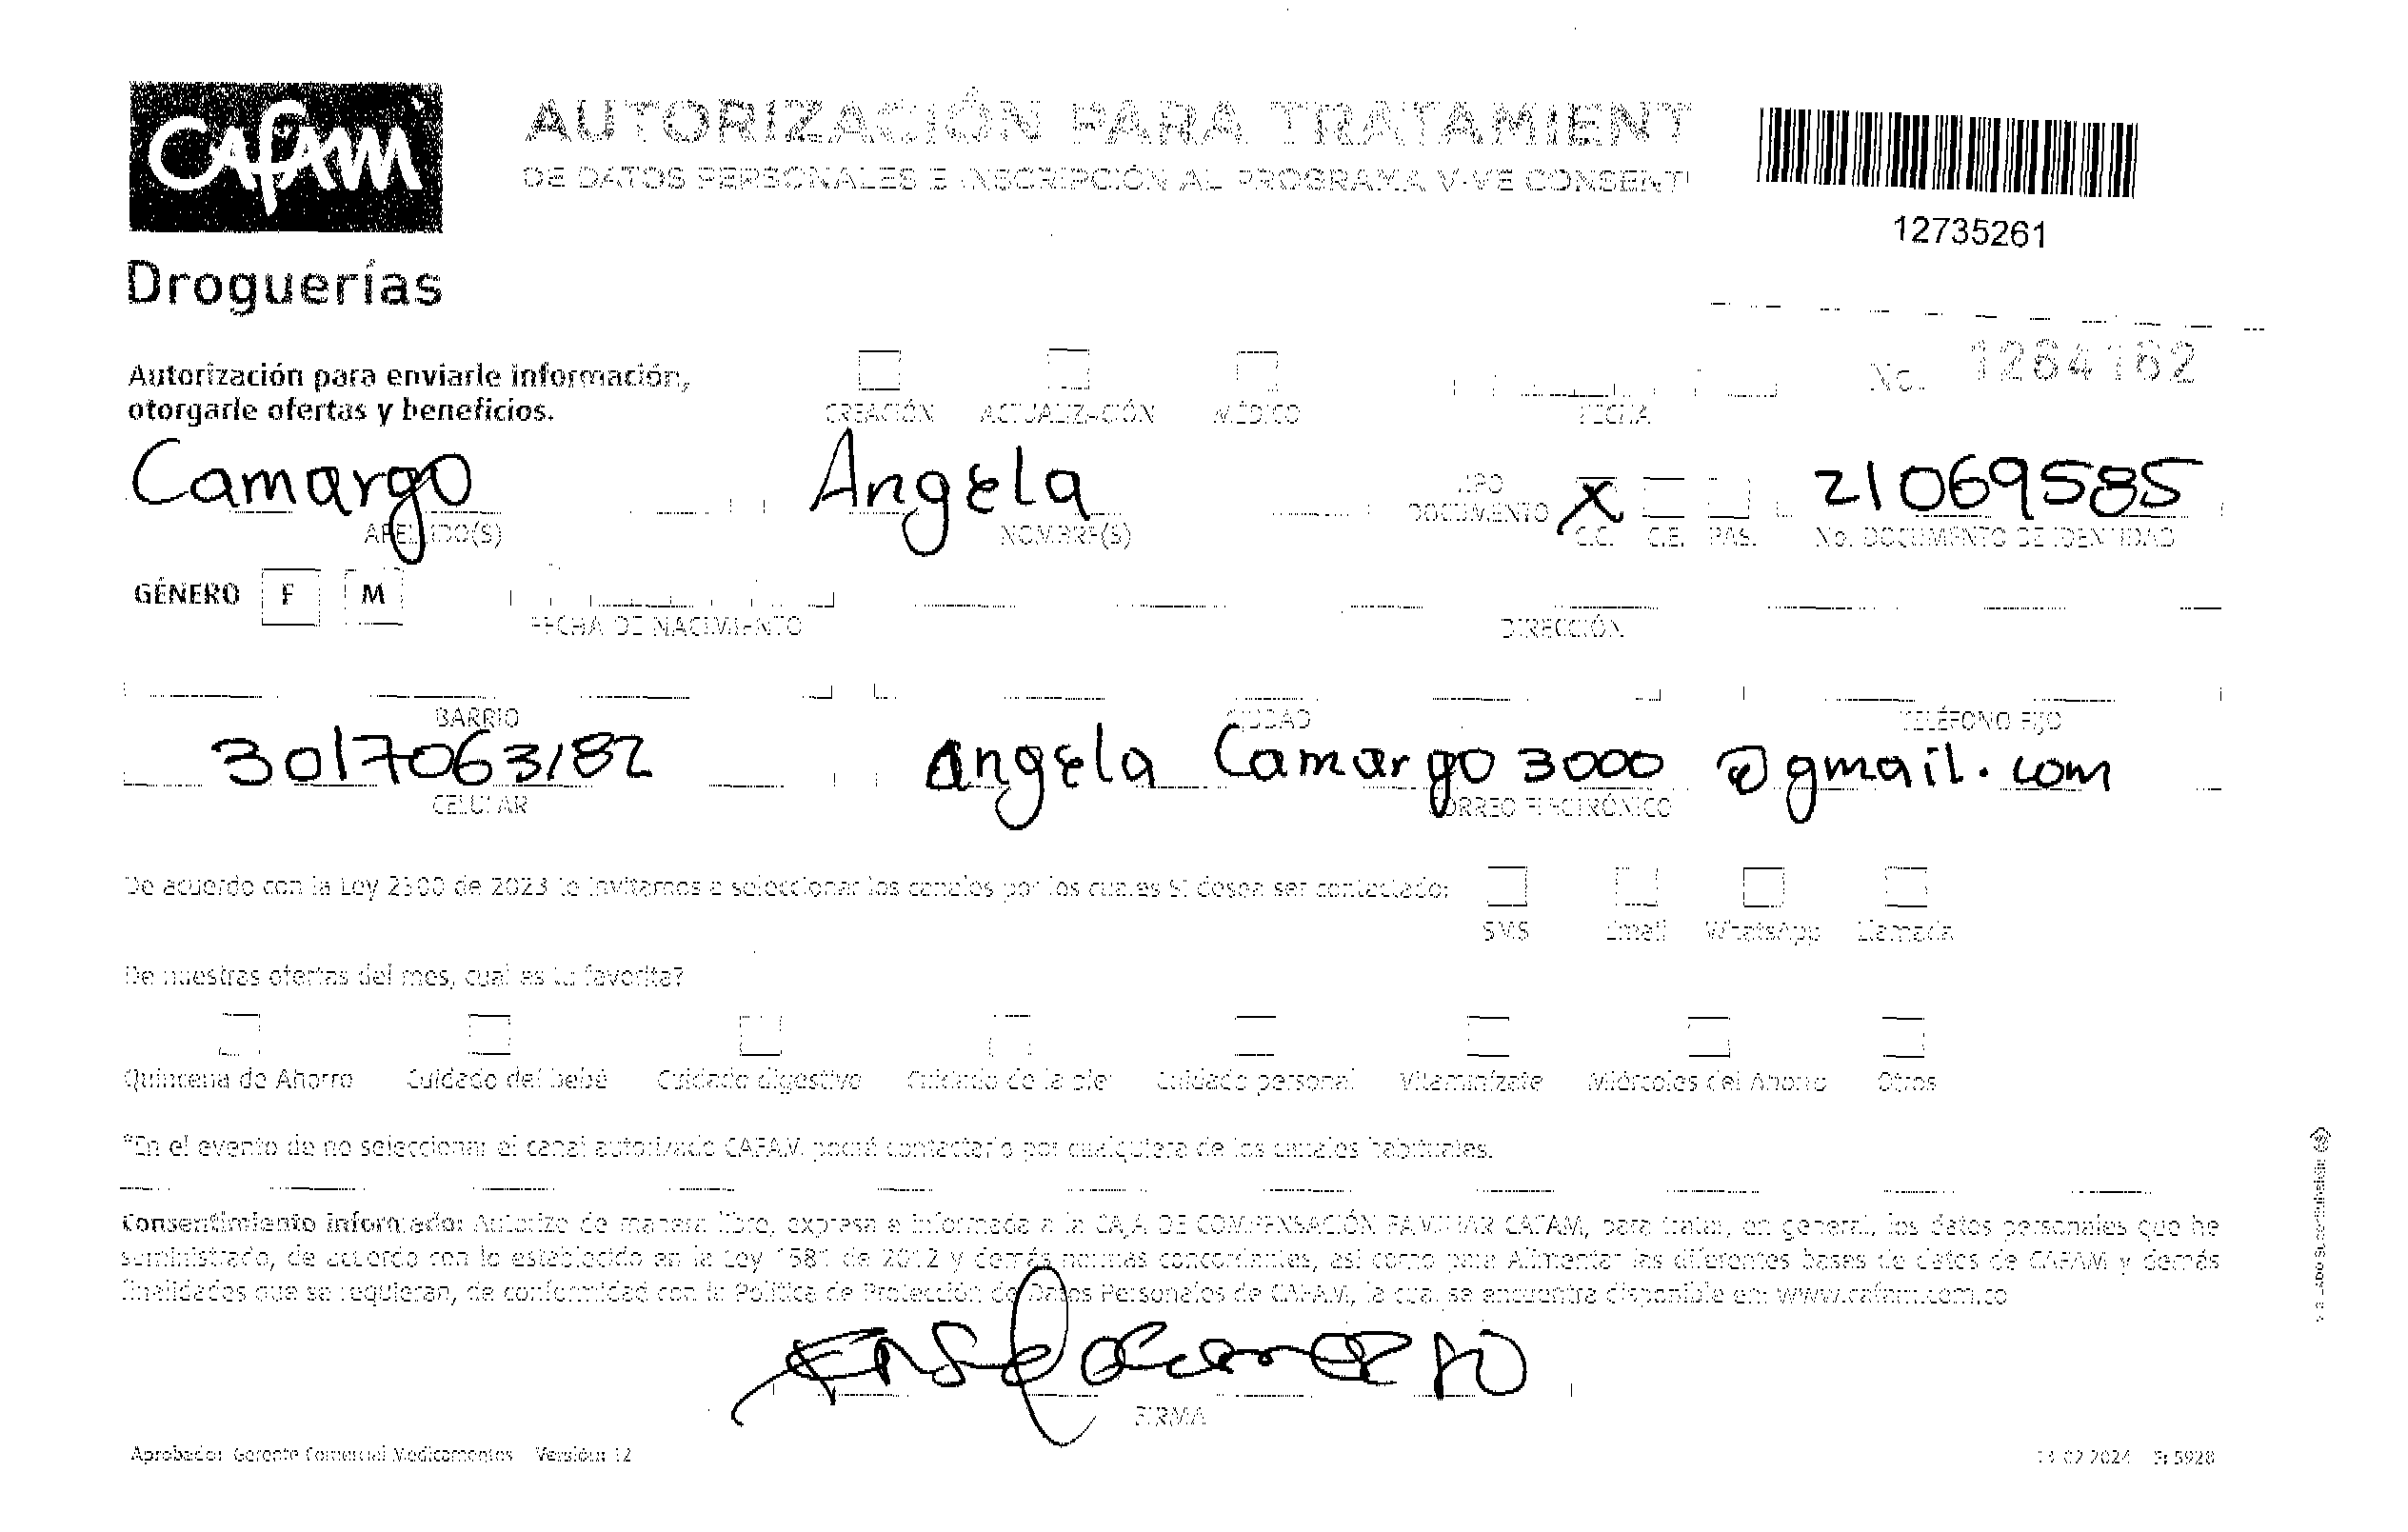 CAFAM
Droguerías
AUTORIZACIÓN PARA TRATAMIENT
DE DATOS PERSONALES E INSCRIPCIÓN AL PROGRAMA VIVE CONSENTI
12735261
Autorización para enviarle información,
otorgarle ofertas y beneficios.
CREACIÓN ACTUALIZACIÓN MÉDICO FECHA No. 1264162
Camargo Angela X 21069585
APELLIDO(S) NOMBRE(S) TIPO DOCUMENTO C.C. C.E. PAS. No. DOCUMENTO DE IDENTIDAD
GÉNERO F M
FECHA DE NACIMIENTO DIRECCIÓN
BARRIO CIUDAD TELÉFONO FIJO
3017063182 Angela Camargo 3000 @gmail.com
CELULAR CORREO ELECTRÓNICO
De acuerdo con la Ley 2300 de 2023 te invitamos a seleccionar los canales por los cuales SI desea ser contactado:
SMS Email WhatsApp Llamada
De nuestras ofertas del mes, cual es tu favorita?
Quincena de Ahorro Cuidado del bebé Cuidado digestivo Cuidado de la piel Cuidado personal Vitamínizate Miércoles del Ahorro Otros
*En el evento de no seleccionar el canal autorizado CAFAM podrá contactarlo por cualquiera de los canales habituales.
Consentimiento informado: Autorizo de manera libre, expresa e informada a la CAJA DE COMPENSACIÓN FAMILIAR CAFAM, para tratar, en general, los datos personales que he
suministrado, de acuerdo con lo establecido en la Ley 1581 de 2012 y demás normas concordantes, así como para Alimentar las diferentes bases de datos de CAFAM y demás
finalidades que se requieran, de conformidad con la Política de Protección de Datos Personales de CAFAM, la cual se encuentra disponible en: www.cafam.com.co
FIRMA
Aprobador Gerente Comercial Medicamentos Versión: 12